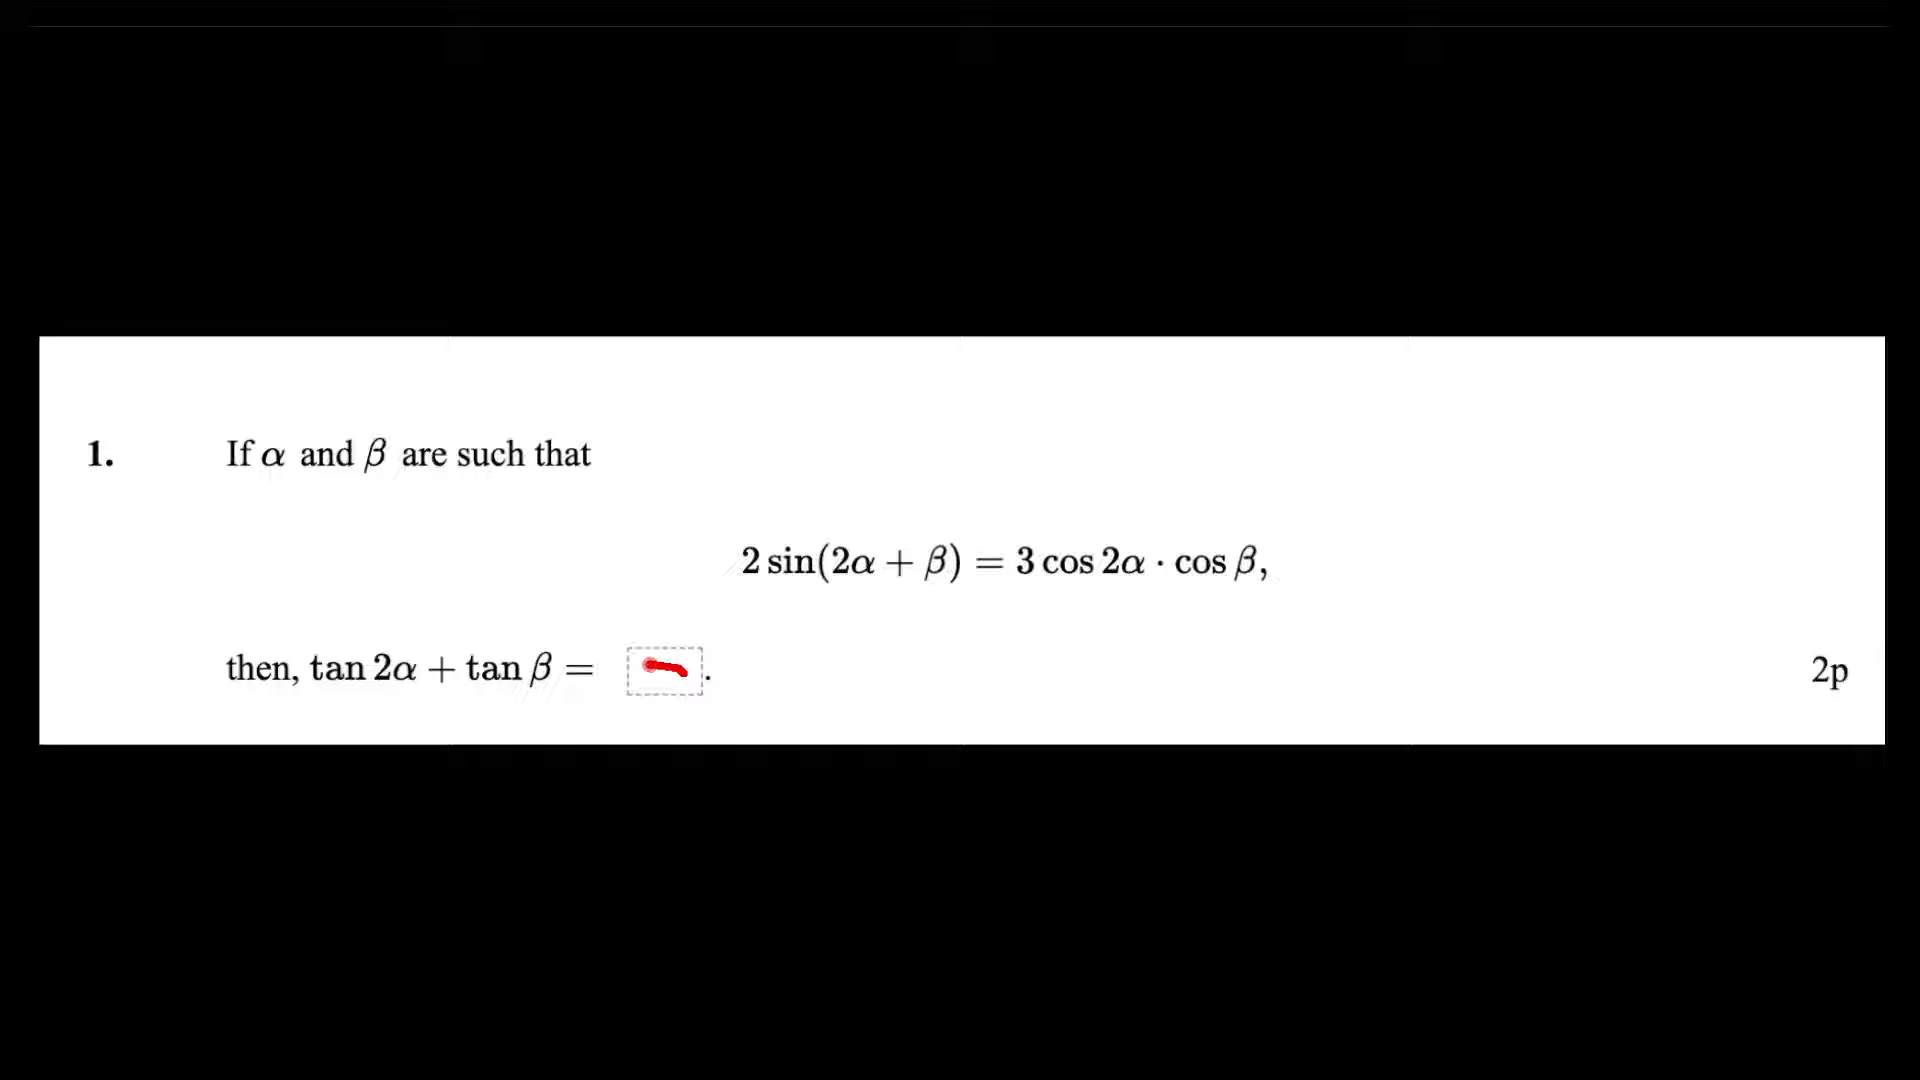 1. If α and β are such that
2 sin(2α + β) = 3 cos 2α · cos β,
then, tan 2α + tan β = . 2p